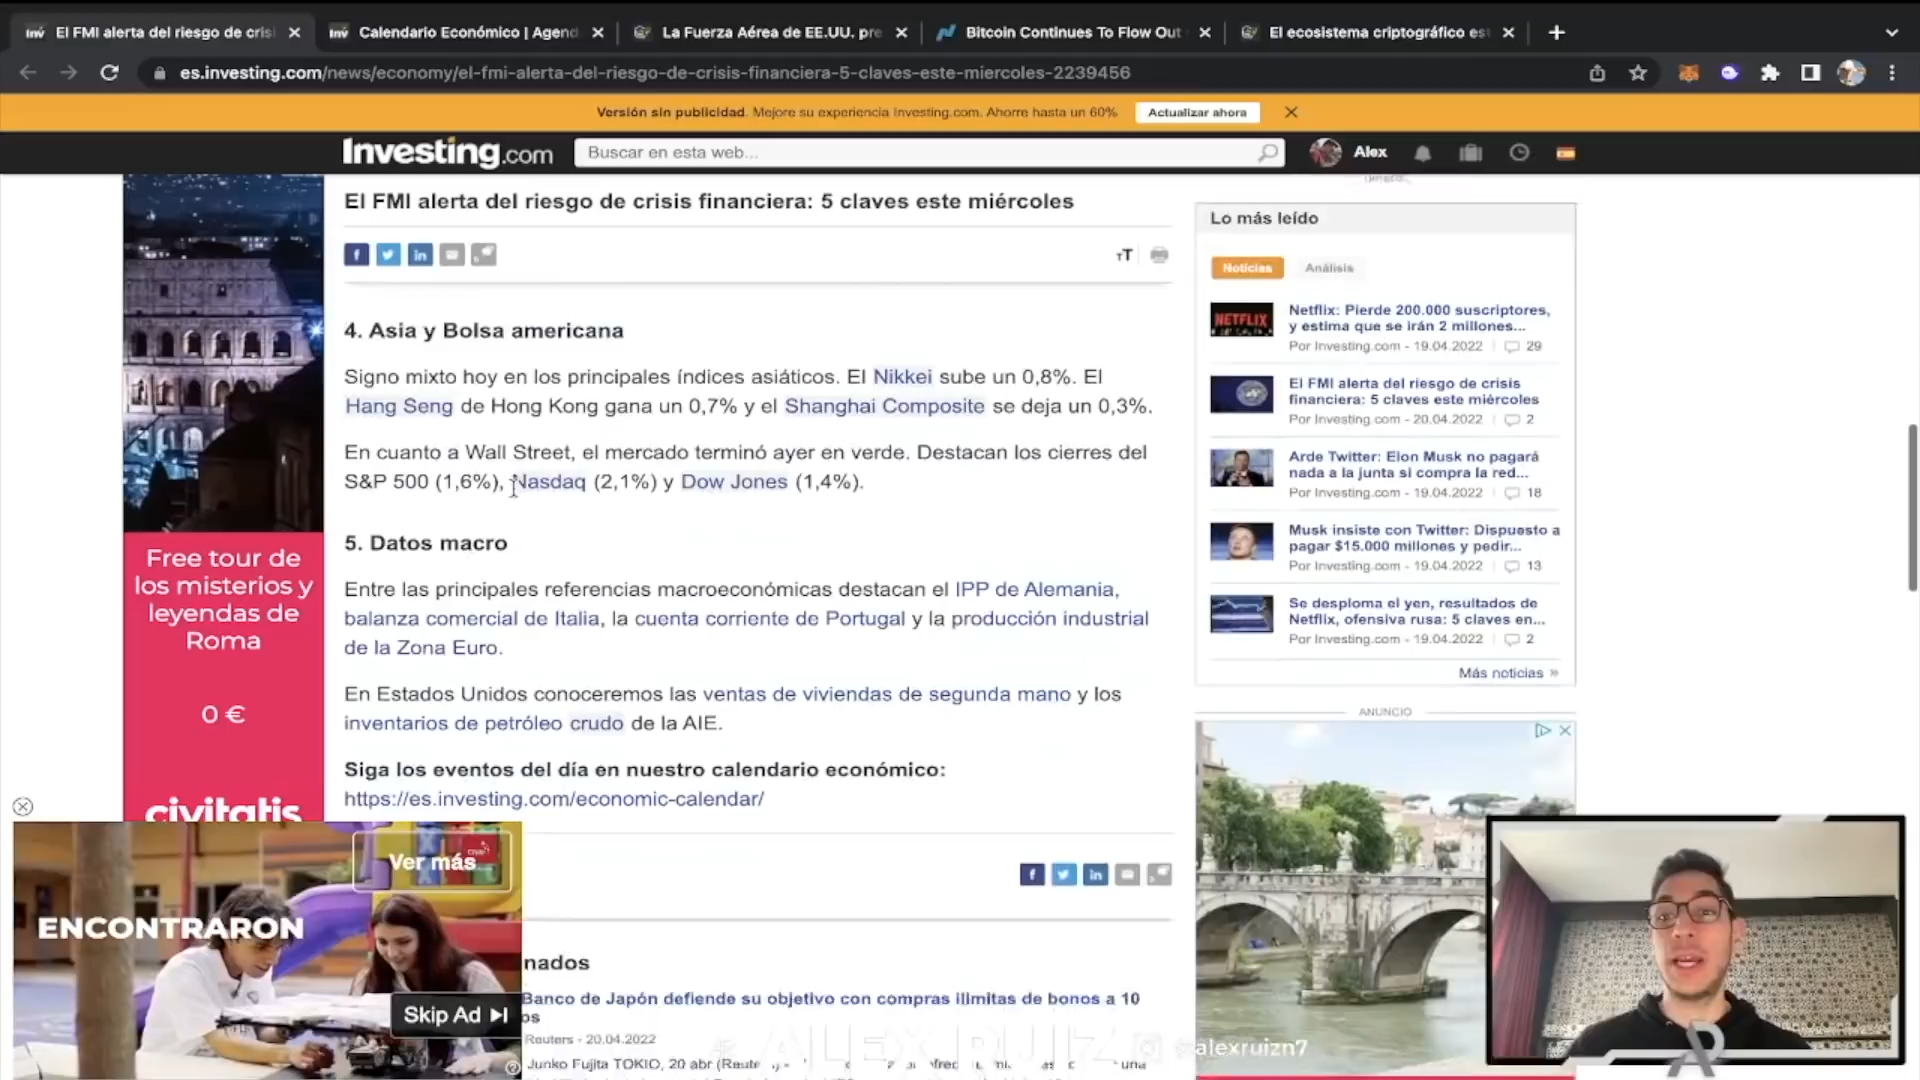 El FMI alerta del riesgo de cris
Calendario Económico | Agend
La Fuerza Aérea de EE.UU. pre
Bitcoin Continues To Flow Out
El ecosistema criptográfico es
es.investing.com/news/economy/el-fmi-alerta-del-riesgo-de-crisis-financiera-5-claves-este-miercoles-2239456
Versión sin publicidad. Mejore su experiencia Investing.com. Ahorre hasta un 60%
Actualizar ahora
Investing.com
Buscar en esta web...
Alex
El FMI alerta del riesgo de crisis financiera: 5 claves este miércoles
4. Asia y Bolsa americana
Signo mixto hoy en los principales índices asiáticos. El Nikkei sube un 0,8%. El
Hang Seng de Hong Kong gana un 0,7% y el Shanghai Composite se deja un 0,3%.
En cuanto a Wall Street, el mercado terminó ayer en verde. Destacan los cierres del
S&P 500 (1,6%), Nasdaq (2,1%) y Dow Jones (1,4%).
5. Datos macro
Entre las principales referencias macroeconómicas destacan el IPP de Alemania,
balanza comercial de Italia, la cuenta corriente de Portugal y la producción industrial
de la Zona Euro.
En Estados Unidos conoceremos las ventas de viviendas de segunda mano y los
inventarios de petróleo crudo de la AIE.
Siga los eventos del día en nuestro calendario económico:
https://es.investing.com/economic-calendar/
nados
Banco de Japón defiende su objetivo con compras ilimitas de bonos a 10
os
Reuters - 20.04.2022
Junko Fujita TOKIO, 20 abr (Reute
una
Lo más leído
Noticias
Análisis
Netflix: Pierde 200.000 suscriptores,
y estima que se irán 2 millones...
Por Investing.com - 19.04.2022 29
El FMI alerta del riesgo de crisis
financiera: 5 claves este miércoles
Por Investing.com - 20.04.2022 2
Arde Twitter: Elon Musk no pagará
nada a la junta si compra la red...
Por Investing.com - 19.04.2022 18
Musk insiste con Twitter: Dispuesto a
pagar $15.000 millones y pedir...
Por Investing.com - 19.04.2022 13
Se desploma el yen, resultados de
Netflix, ofensiva rusa: 5 claves en...
Por Investing.com - 19.04.2022 2
Más noticias »
ANUNCIO
Free tour de
los misterios y
leyendas de
Roma
0 €
civitatis
Ver más
ENCONTRARON
Skip Ad
NETFLIX
ALEX RUIZ
alexruizn7